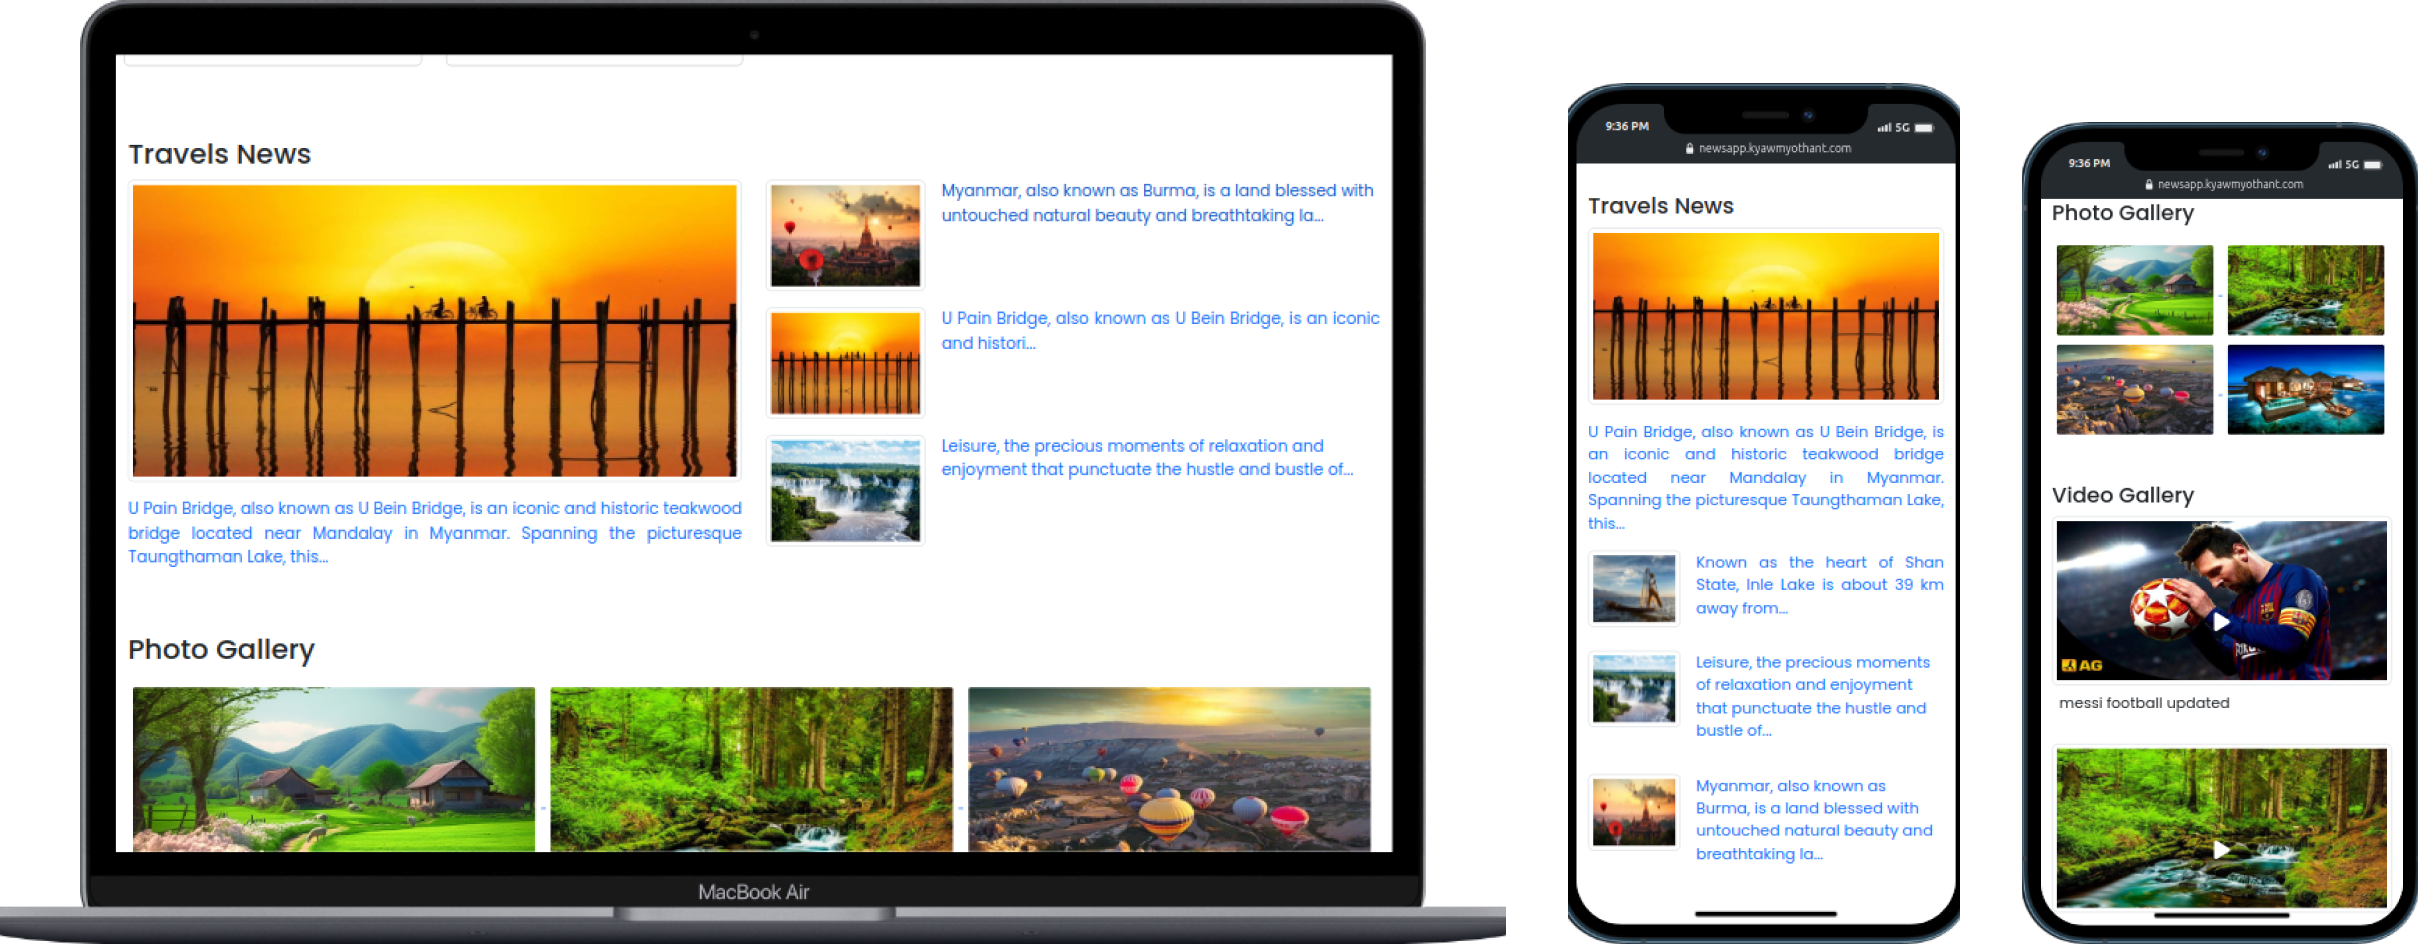 Travels News
Myanmar, also known as Burma, is a land blessed with
untouched natural beauty and breathtaking la...
U Pain Bridge, also known as U Bein Bridge, is an iconic
and histori...
Leisure, the precious moments of relaxation and
enjoyment that punctuate the hustle and bustle of...
U Pain Bridge, also known as U Bein Bridge, is an iconic and historic teakwood
bridge located near Mandalay in Myanmar. Spanning the picturesque
Taungthaman Lake, this...
Photo Gallery
MacBook Air
9:36 PM
5G
newsapp.kyawmyothant.com
Travels News
U Pain Bridge, also known as U Bein Bridge, is
an iconic and historic teakwood bridge
located near Mandalay in Myanmar.
Spanning the picturesque Taungthaman Lake,
this...
Known as the heart of Shan
State, Inle Lake is about 39 km
away from...
Leisure, the precious moments
of relaxation and enjoyment
that punctuate the hustle and
bustle of...
Myanmar, also known as
Burma, is a land blessed with
untouched natural beauty and
breathtaking la...
9:36 PM
5G
newsapp.kyawmyothant.com
Photo Gallery
Video Gallery
AG
messi football updated